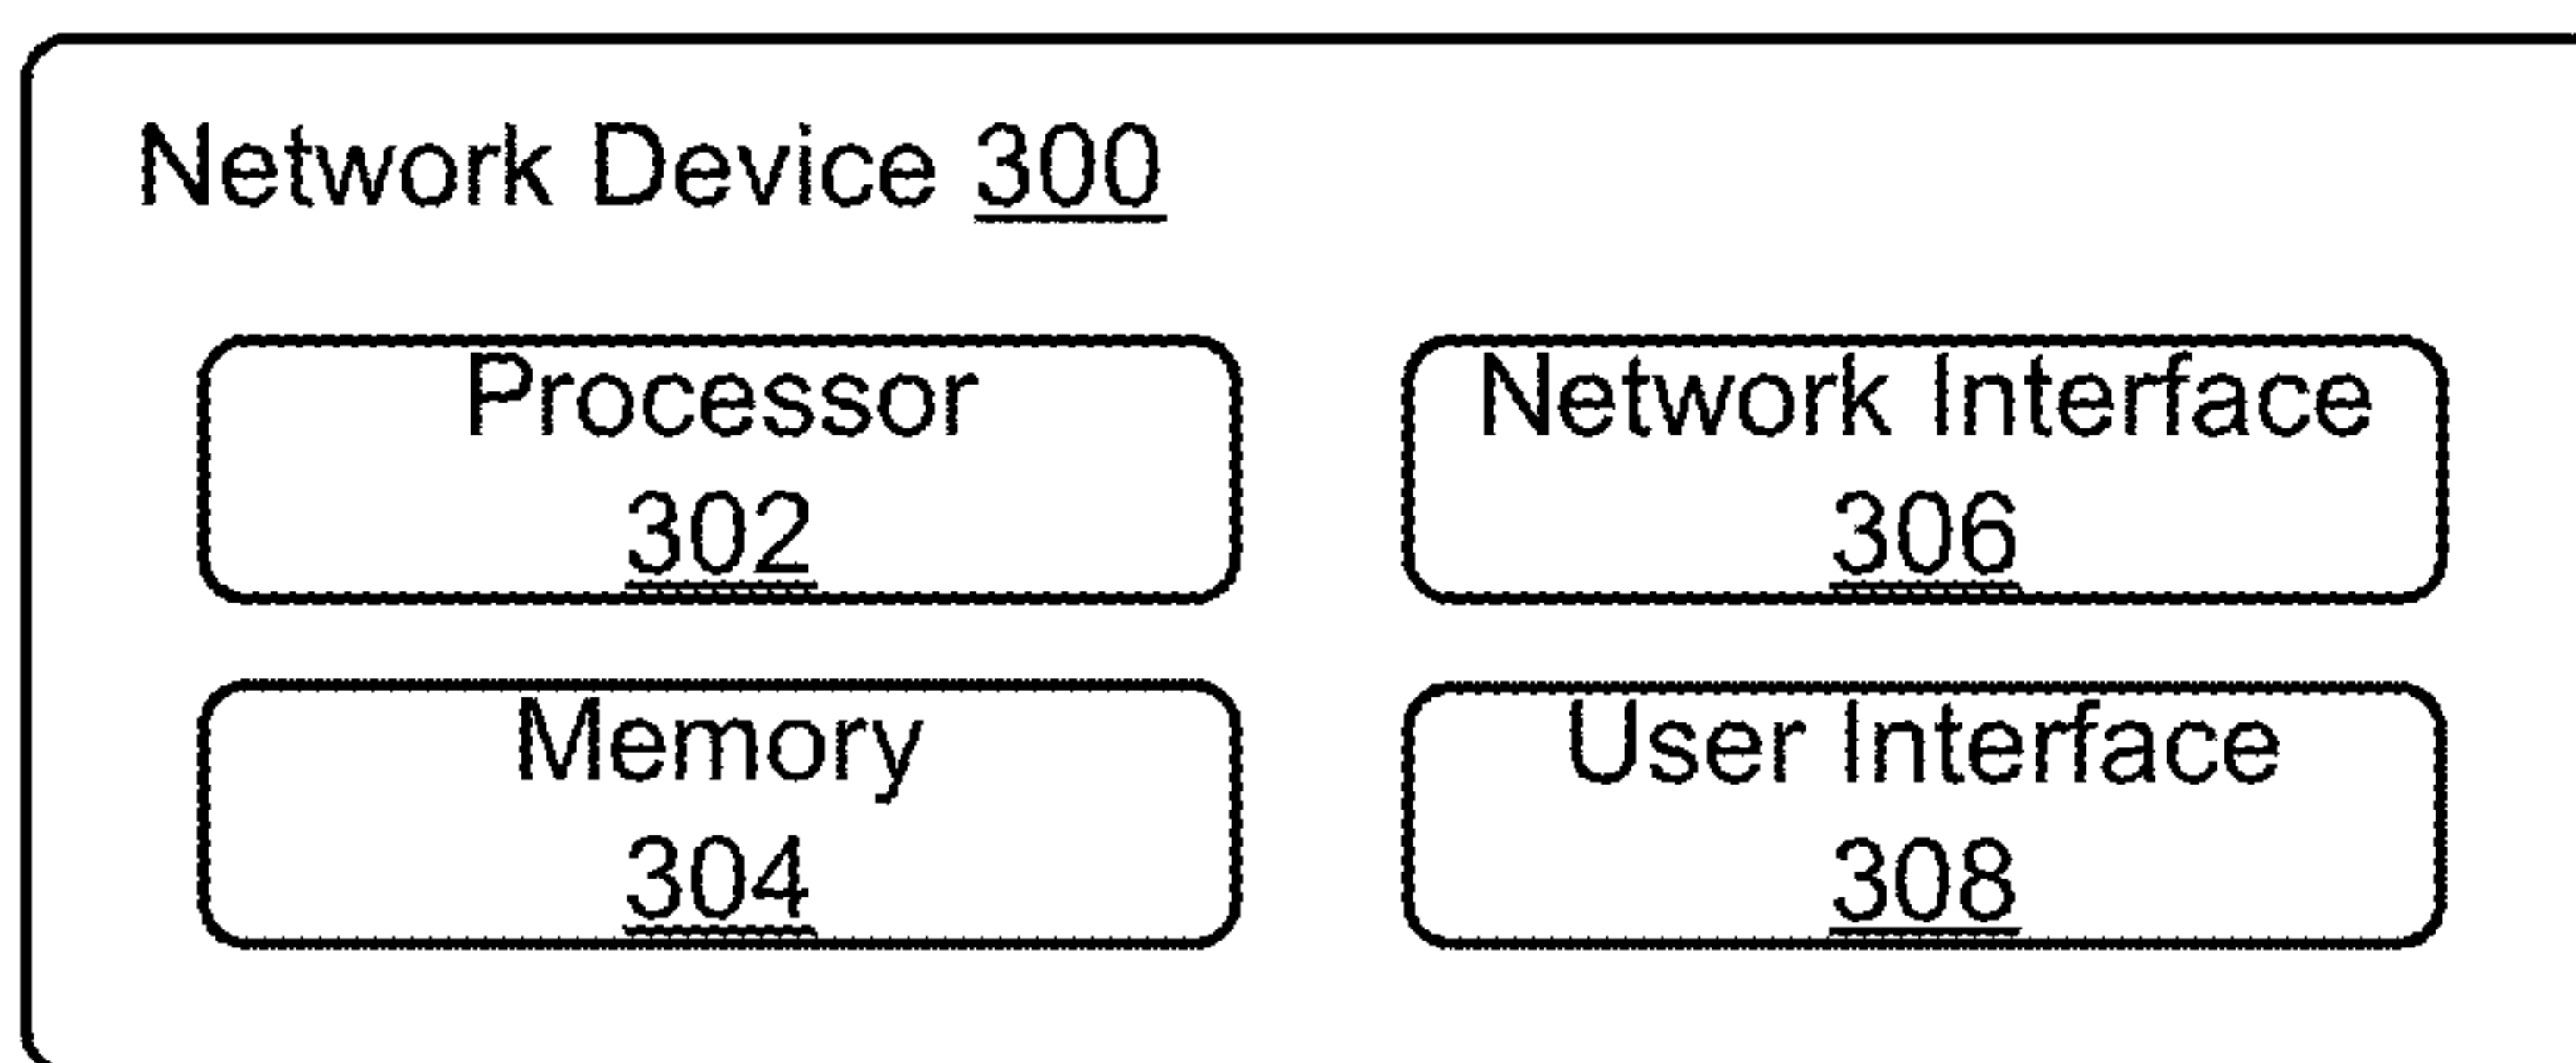 Network Device 300
Processor
302
Network Interface
306
Memory
304
User Interface
308